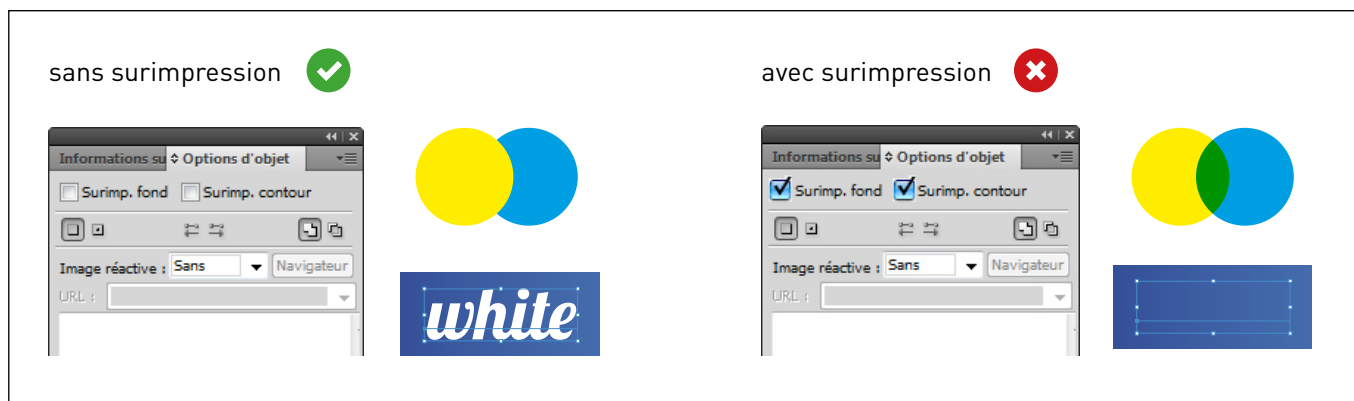 sans surimpression
Informations su Options d'objet
Surimp. fond Surimp. contour
Image réactive : Sans Navigateur
URL :
white
avec surimpression
Informations su Options d'objet
Surimp. fond Surimp. contour
Image réactive : Sans Navigateur
URL :